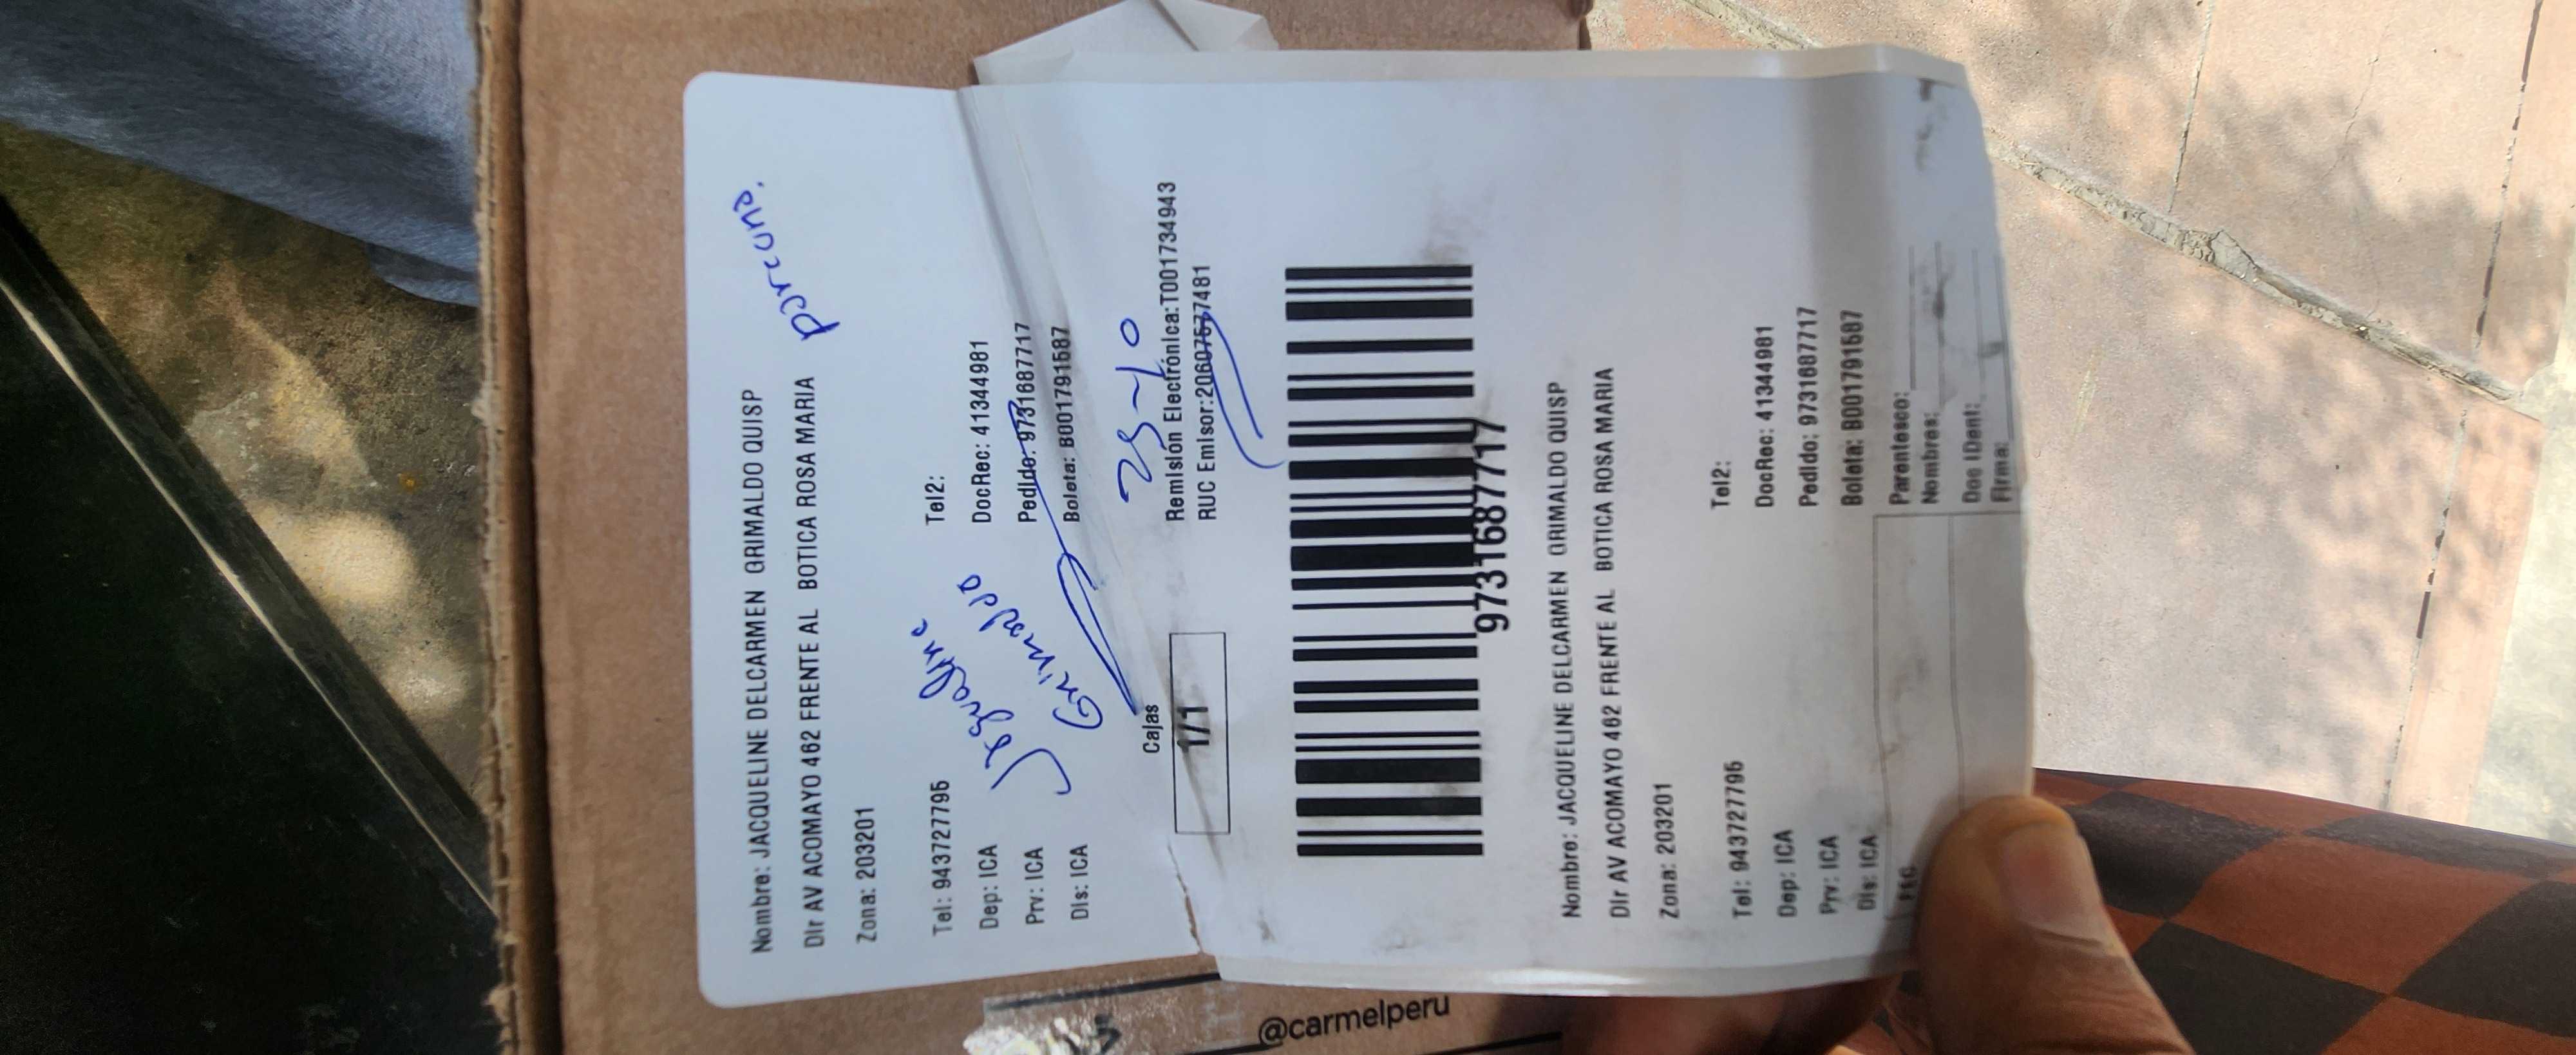 Nombre: JACQUELINE DELCARMEN GRIMALDO QUISP
Dir AV ACOMAYO 462 FRENTE AL BOTICA ROSA MARIA
Zona: 203201
Tel: 943727795 Tel2:
Dep: ICA DocRec: 41344981
Prv: ICA Pedido: 9731687717
Dis: ICA Boleta: B001791587
Grimaldo
25-10
Cajas
1/1
Remisión Electrónica:T001734943
RUC Emisor:20607577481
9731687717
Nombre: JACQUELINE DELCARMEN GRIMALDO QUISP
Dir AV ACOMAYO 462 FRENTE AL BOTICA ROSA MARIA
Zona: 203201
Tel: 943727795 Tel2:
Dep: ICA DocRec: 41344981
Prv: ICA Pedido: 9731687717
Dis: ICA Boleta: B001791587
Parentesco:
Nombres:
Doc IDent:
Firma:
@carmelperu